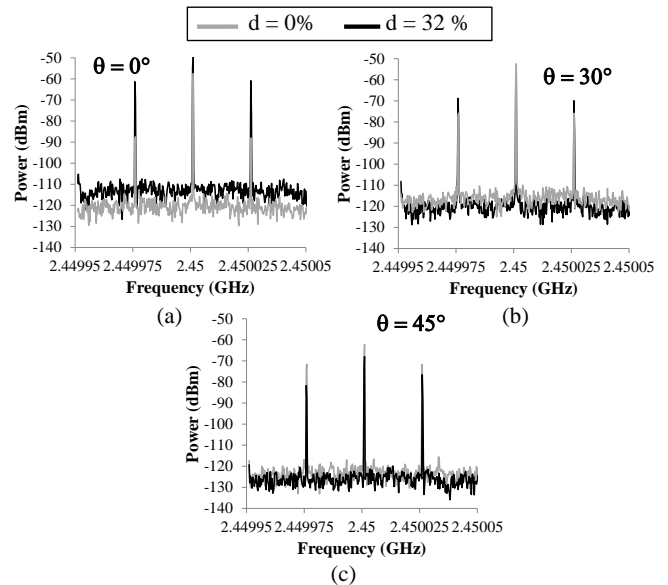 d = 0% d = 32 %
θ = 0°
Power (dBm)
-50
-60
-70
-80
-90
-100
-110
-120
-130
-140
2.44995 2.449975 2.45 2.450025 2.45005
Frequency (GHz)
(a)
θ = 30°
Power (dBm)
-50
-60
-70
-80
-90
-100
-110
-120
-130
-140
2.44995 2.449975 2.45 2.450025 2.45005
Frequency (GHz)
(b)
θ = 45°
Power (dBm)
-50
-60
-70
-80
-90
-100
-110
-120
-130
-140
2.44995 2.449975 2.45 2.450025 2.45005
Frequency (GHz)
(c)